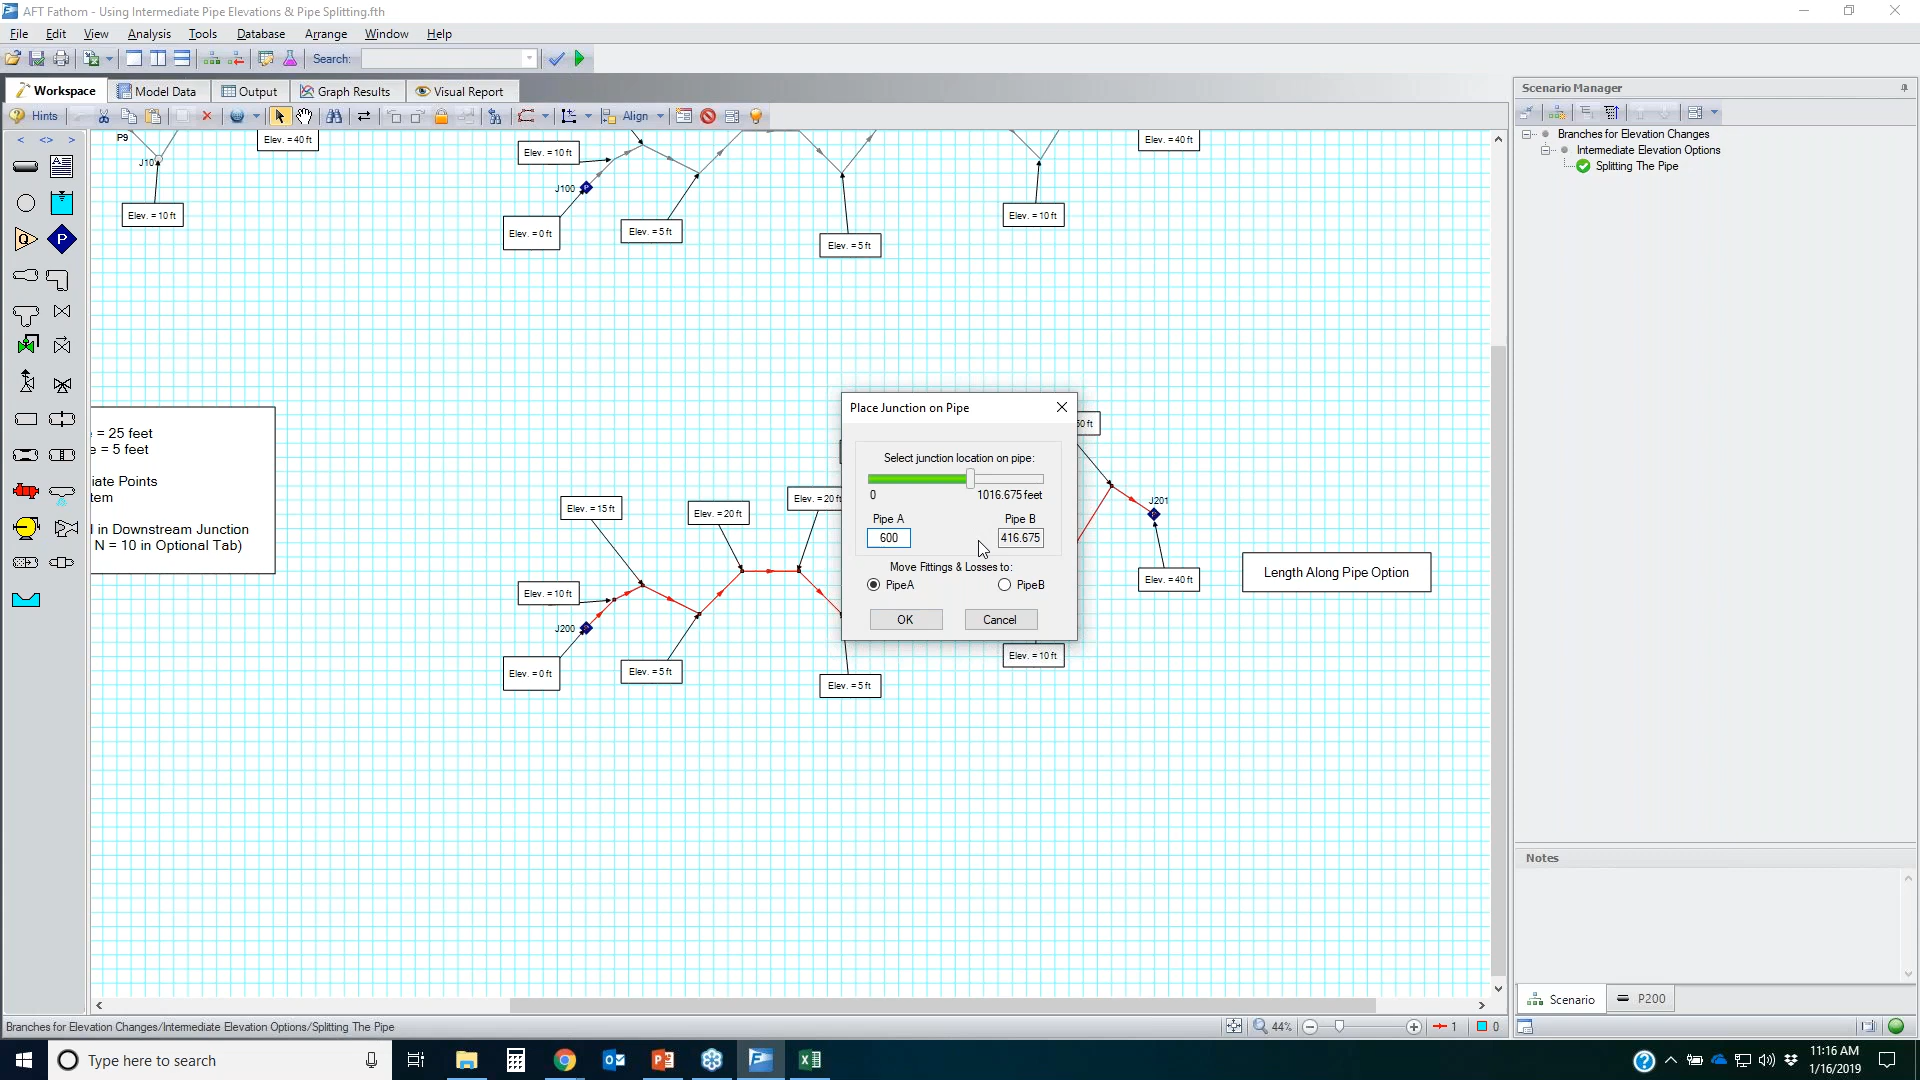 AFT Fathom - Using Intermediate Pipe Elevations & Pipe Splitting.fth
File Edit View Analysis Tools Database Arrange Window Help
Search:
Workspace Model Data Output Graph Results Visual Report
Hints Align
P9
J10
Elev. = 40 ft
Elev. = 10 ft
Elev. = 10 ft
J100
Elev. = 0 ft
Elev. = 5 ft
Elev. = 5 ft
Elev. = 10 ft
Elev. = 40 ft
= 25 feet
e = 5 feet
iate Points
tem
in Downstream Junction
N = 10 in Optional Tab)
Elev. = 15 ft
Elev. = 20 ft
Elev. = 20 ft
Elev. = 10 ft
J200
Elev. = 0 ft
Elev. = 5 ft
Elev. = 5 ft
Elev. = 10 ft
J201
Elev. = 40 ft
Length Along Pipe Option
Place Junction on Pipe
Select junction location on pipe:
0 1016.675 feet
Pipe A Pipe B
600 416.675
Move Fittings & Losses to:
PipeA PipeB
OK Cancel
Scenario Manager
Branches for Elevation Changes
Intermediate Elevation Options
Splitting The Pipe
Notes
Scenario P200
Branches for Elevation Changes/Intermediate Elevation Options/Splitting The Pipe
44% 1 0
Type here to search
11:16 AM
1/16/2019